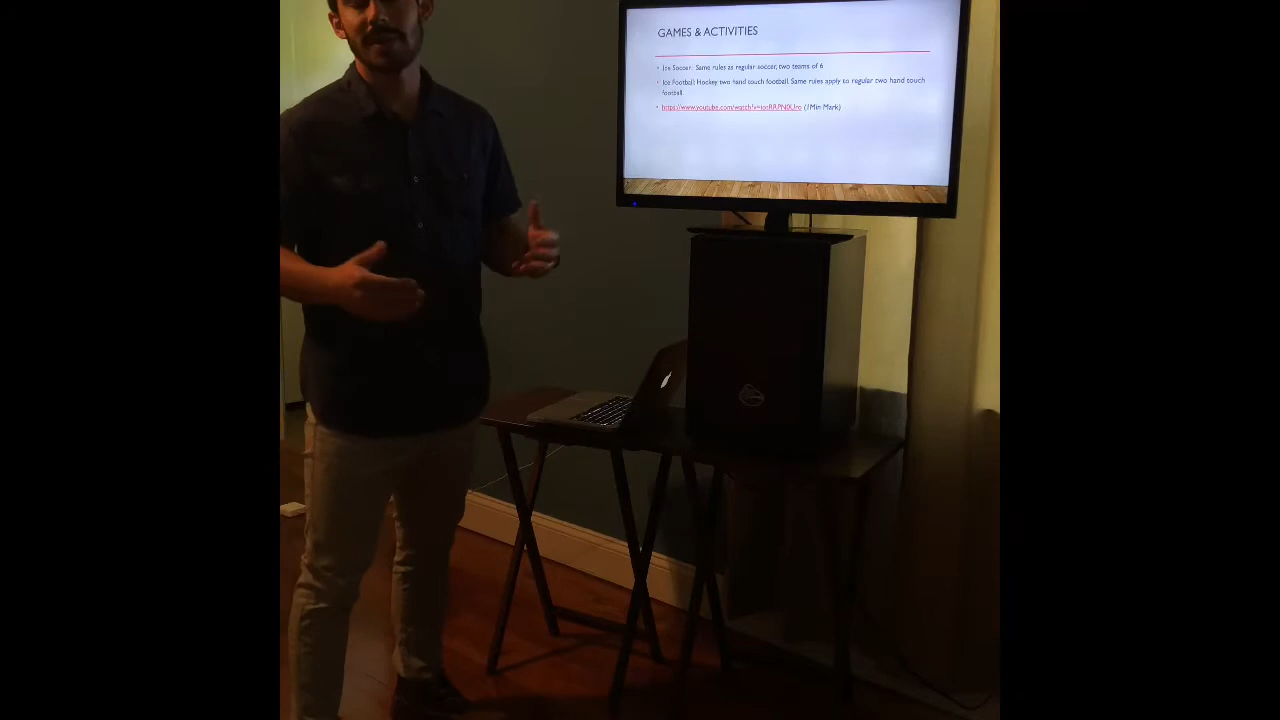 GAMES & ACTIVITIES
• Ice Soccer: Same rules as regular soccer, two teams of 6
• Ice Football: Hockey two hand touch football. Same rules apply to regular two hand touch
football.
• (1Min Mark)